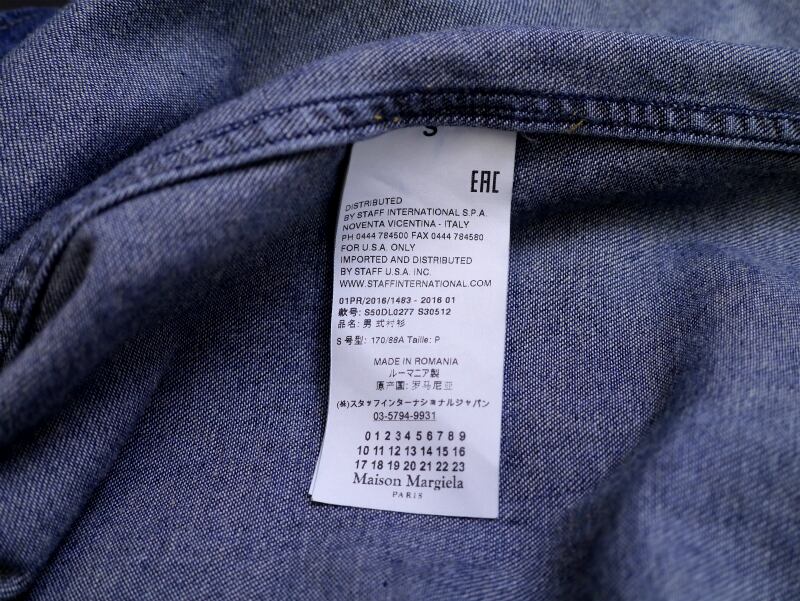 S
EAC
DISTRIBUTED
BY STAFF INTERNATIONAL S.P.A.
NOVENTA VICENTINA - ITALY
PH 0444 784500 FAX 0444 784580
FOR U.S.A. ONLY
IMPORTED AND DISTRIBUTED
BY STAFF U.S.A. INC.
WWW.STAFFINTERNATIONAL.COM
01PR/2016/1483 - 2016 01
款号: S50DL0277 S30512
品名: 男式衬衫
S 号型: 170/88A Taille: P
MADE IN ROMANIA
ルーマニア製
原产国: 罗马尼亚
(株)スタッフインターナショナルジャパン
03-5794-9931
0 1 2 3 4 5 6 7 8 9
10 11 12 13 14 15 16
17 18 19 20 21 22 23
Maison Margiela
PARIS